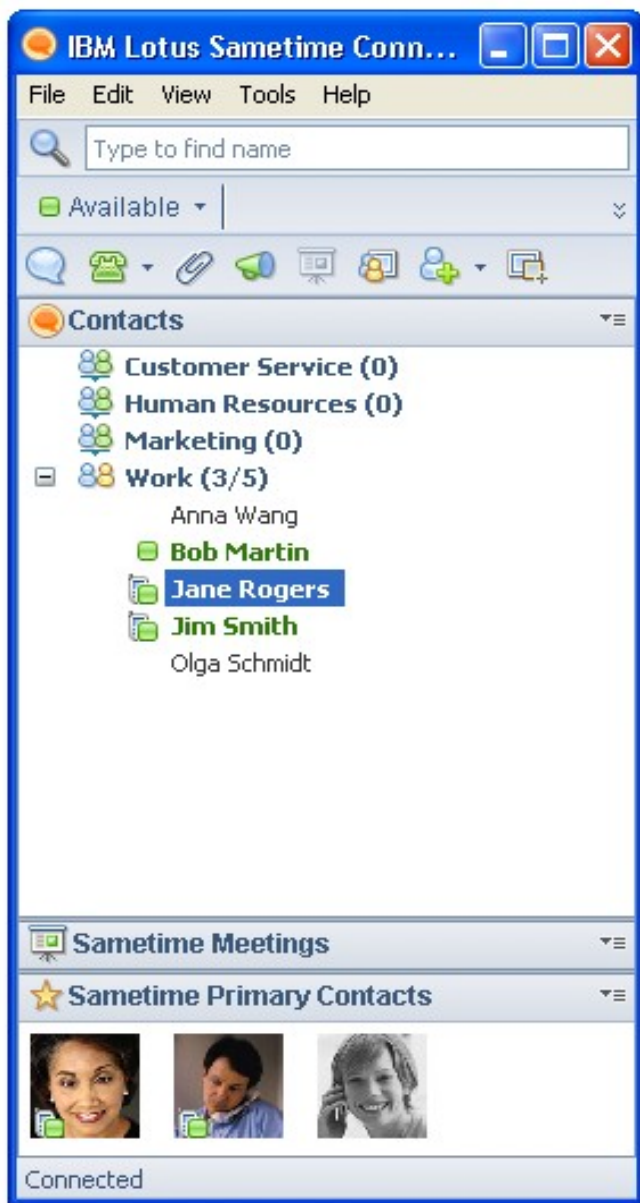 IBM Lotus Sametime Conn...
File Edit View Tools Help
Type to find name
Available
Contacts
Customer Service (0)
Human Resources (0)
Marketing (0)
Work (3/5)
Anna Wang
Bob Martin
Jane Rogers
Jim Smith
Olga Schmidt
Sametime Meetings
Sametime Primary Contacts
Connected